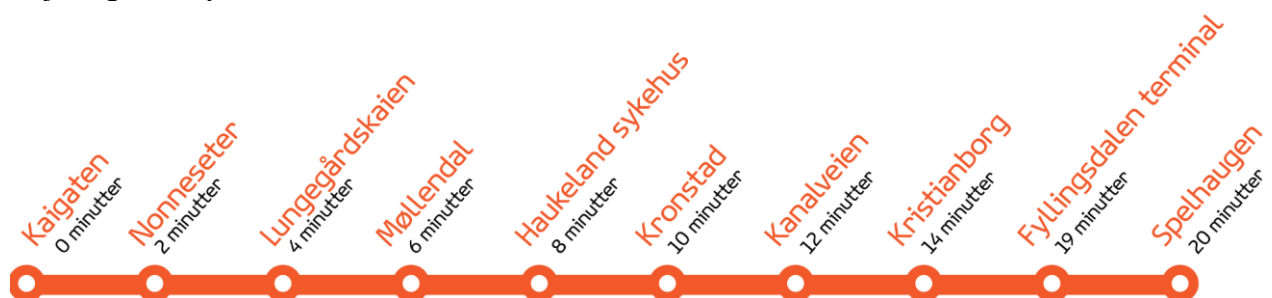 Kaigaten
0 minutter
Nonneseter
2 minutter
Lungegårdskaien
4 minutter
Møllendal
6 minutter
Haukeland sykehus
8 minutter
Kronstad
10 minutter
Kanalveien
12 minutter
Kristianborg
14 minutter
Fyllingsdalen terminal
19 minutter
Spelhaugen
20 minutter